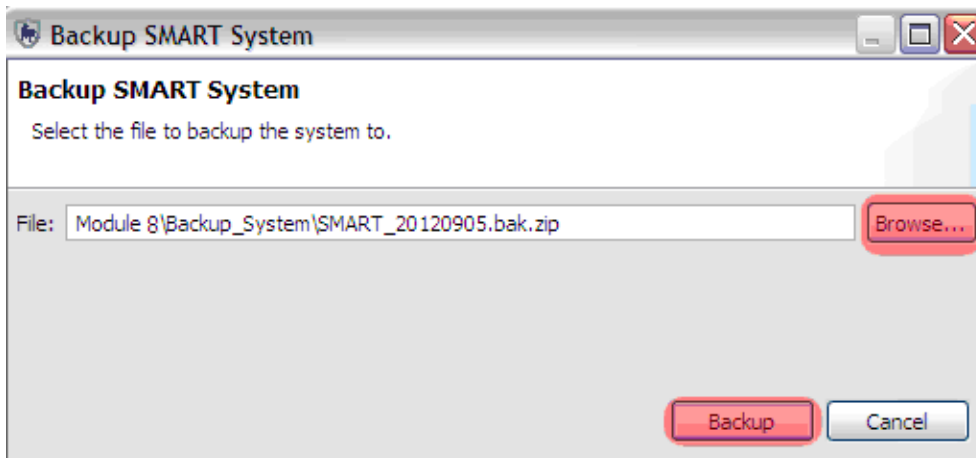 Backup SMART System
Backup SMART System
Select the file to backup the system to.
File: Module 8\Backup_System\SMART_20120905.bak.zip Browse...
Backup Cancel